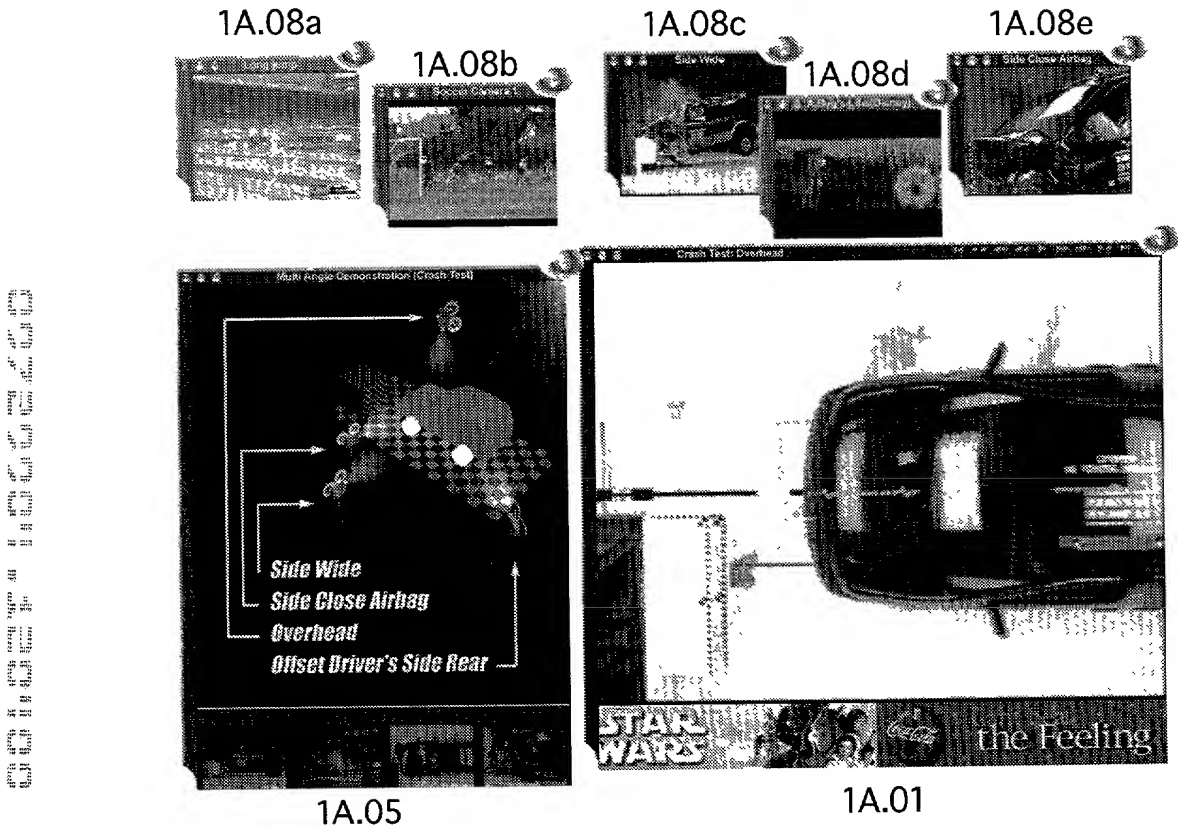 1A.08a
1A.08b
1A.08c
1A.08d
1A.08e
Side Wide
Side Close Airbag
Multi Angle Demonstration (Crash Test)
Crash Test: Overhead
Side Wide
Side Close Airbag
Overhead
Offset Driver's Side Rear
STAR
WARS
Coca-Cola
the Feeling
1A.05
1A.01